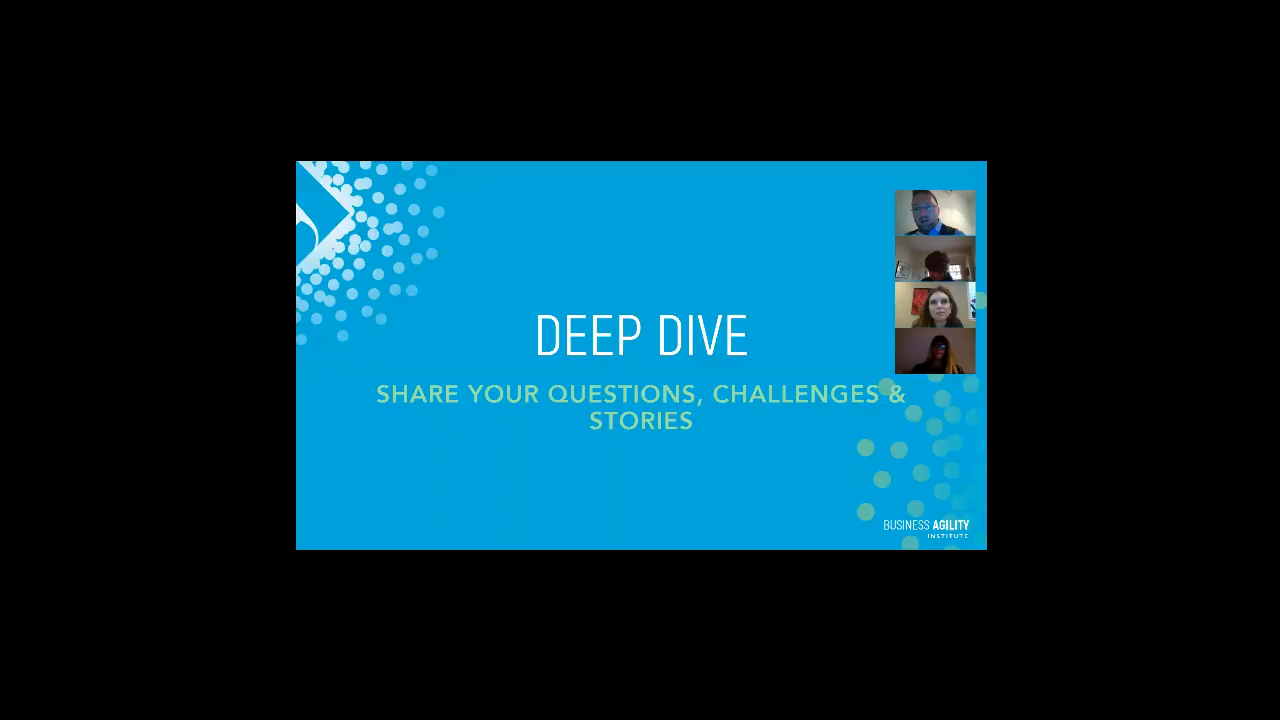 DEEP DIVE
SHARE YOUR QUESTIONS, CHALLENGES &
STORIES
BUSINESS AGILITY
INSTITUTE